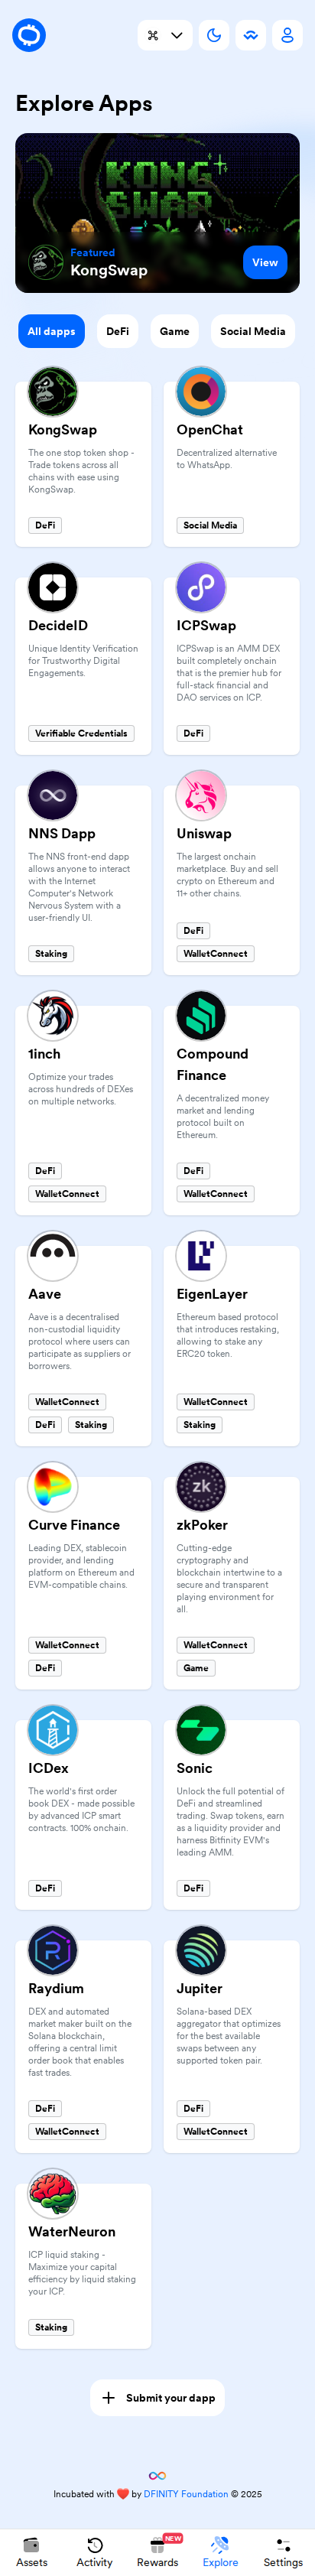 Explore Apps
KONG
SWAP
Featured
KongSwap
View
All dapps
DeFi
Game
Social Media
KongSwap
The one stop token shop -
Trade tokens across all
chains with ease using
KongSwap.
DeFi
OpenChat
Decentralized alternative
to WhatsApp.
Social Media
DecideID
Unique Identity Verification
for Trustworthy Digital
Engagements.
Verifiable Credentials
ICPSwap
ICPSwap is an AMM DEX
built completely onchain
that is the premier hub for
full-stack financial and
DAO services on ICP.
DeFi
NNS Dapp
The NNS front-end dapp
allows anyone to interact
with the Internet
Computer's Network
Nervous System with a
user-friendly UI.
Staking
Uniswap
The largest onchain
marketplace. Buy and sell
crypto on Ethereum and
11+ other chains.
DeFi
WalletConnect
1inch
Optimize your trades
across hundreds of DEXes
on multiple networks.
DeFi
WalletConnect
Compound
Finance
A decentralized money
market and lending
protocol built on
Ethereum.
DeFi
WalletConnect
Aave
Aave is a decentralised
non-custodial liquidity
protocol where users can
participate as suppliers or
borrowers.
WalletConnect
DeFi
Staking
EigenLayer
Ethereum based protocol
that introduces restaking,
allowing to stake any
ERC20 token.
WalletConnect
Staking
Curve Finance
Leading DEX, stablecoin
provider, and lending
platform on Ethereum and
EVM-compatible chains.
WalletConnect
DeFi
zk
zkPoker
Cutting-edge
cryptography and
blockchain intertwine to a
secure and transparent
playing environment for
all.
WalletConnect
Game
ICDex
The world's first order
book DEX - made possible
by advanced ICP smart
contracts. 100% onchain.
DeFi
Sonic
Unlock the full potential of
DeFi and streamlined
trading. Swap tokens, earn
as a liquidity provider and
harness Bitfinity EVM's
leading AMM.
DeFi
Raydium
DEX and automated
market maker built on the
Solana blockchain,
offering a central limit
order book that enables
fast trades.
DeFi
WalletConnect
Jupiter
Solana-based DEX
aggregator that optimizes
for the best available
swaps between any
supported token pair.
DeFi
WalletConnect
WaterNeuron
ICP liquid staking -
Maximize your capital
efficiency by liquid staking
your ICP.
Staking
Submit your dapp
Incubated with ❤️ by DFINITY Foundation © 2025
NEW
Assets
Activity
Rewards
Explore
Settings